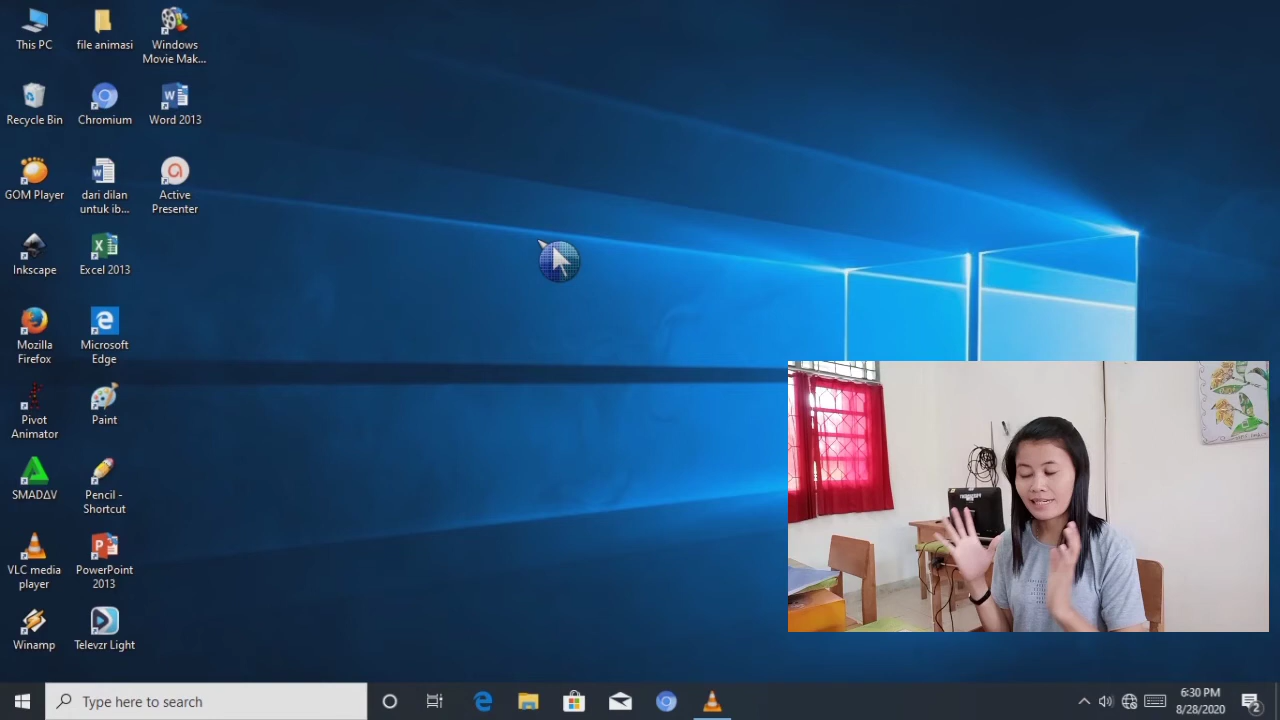 This PC
file animasi
Windows
Movie Mak...
Recycle Bin
Chromium
Word 2013
GOM Player
dari dilan
untuk ib...
Active
Presenter
Inkscape
Excel 2013
Mozilla
Firefox
Microsoft
Edge
Pivot
Animator
Paint
SMADΔV
Pencil -
Shortcut
VLC media
player
PowerPoint
2013
Winamp
Televzr Light
Type here to search
6:30 PM
8/28/2020
2